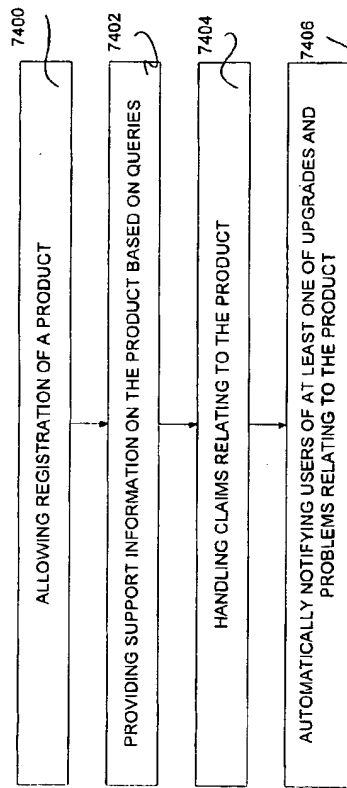 7400
ALLOWING REGISTRATION OF A PRODUCT
7402
PROVIDING SUPPORT INFORMATION ON THE PRODUCT BASED ON QUERIES
7404
HANDLING CLAIMS RELATING TO THE PRODUCT
7406
AUTOMATICALLY NOTIFYING USERS OF AT LEAST ONE OF UPGRADES AND
PROBLEMS RELATING TO THE PRODUCT